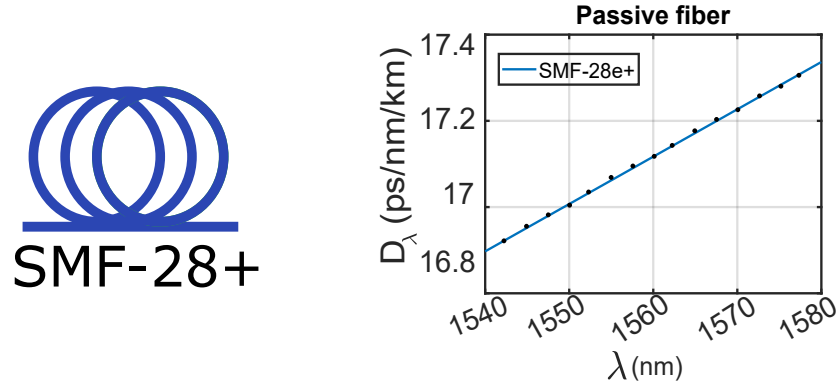 SMF-28+
Passive fiber
SMF-28e+
D_λ (ps/nm/km)
17.4
17.2
17
16.8
1540 1550 1560 1570 1580
λ (nm)